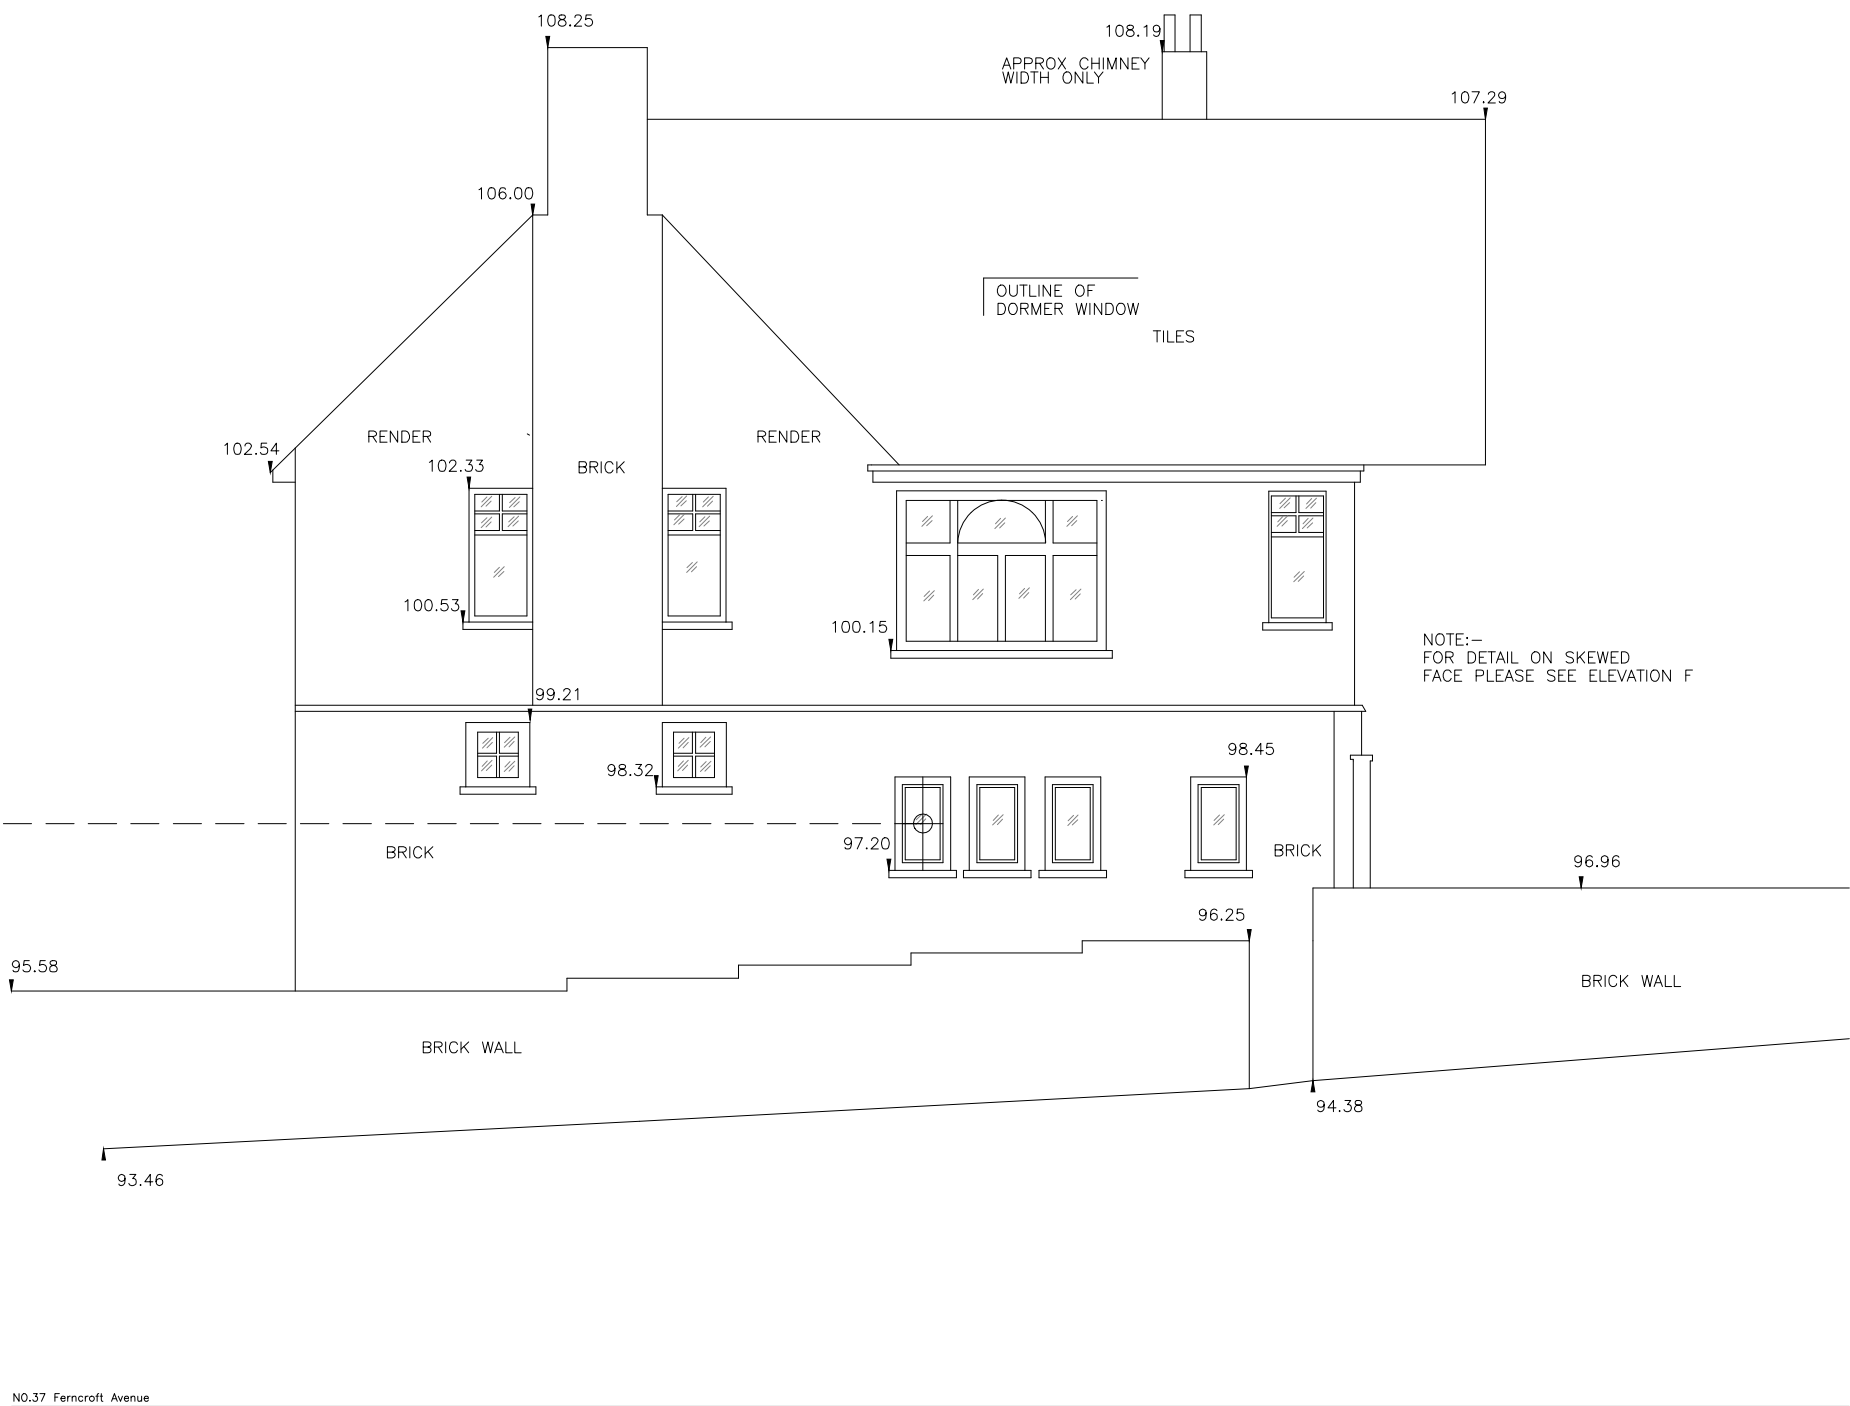 108.25
108.19
APPROX CHIMNEY
WIDTH ONLY
107.29
106.00
OUTLINE OF
DORMER WINDOW
TILES
RENDER
RENDER
102.54
102.33
BRICK
100.53
100.15
NOTE:-
FOR DETAIL ON SKEWED
FACE PLEASE SEE ELEVATION F
99.21
98.45
98.32
97.20
BRICK
BRICK
96.96
96.25
95.58
BRICK WALL
BRICK WALL
94.38
93.46
NO.37 Ferncroft Avenue